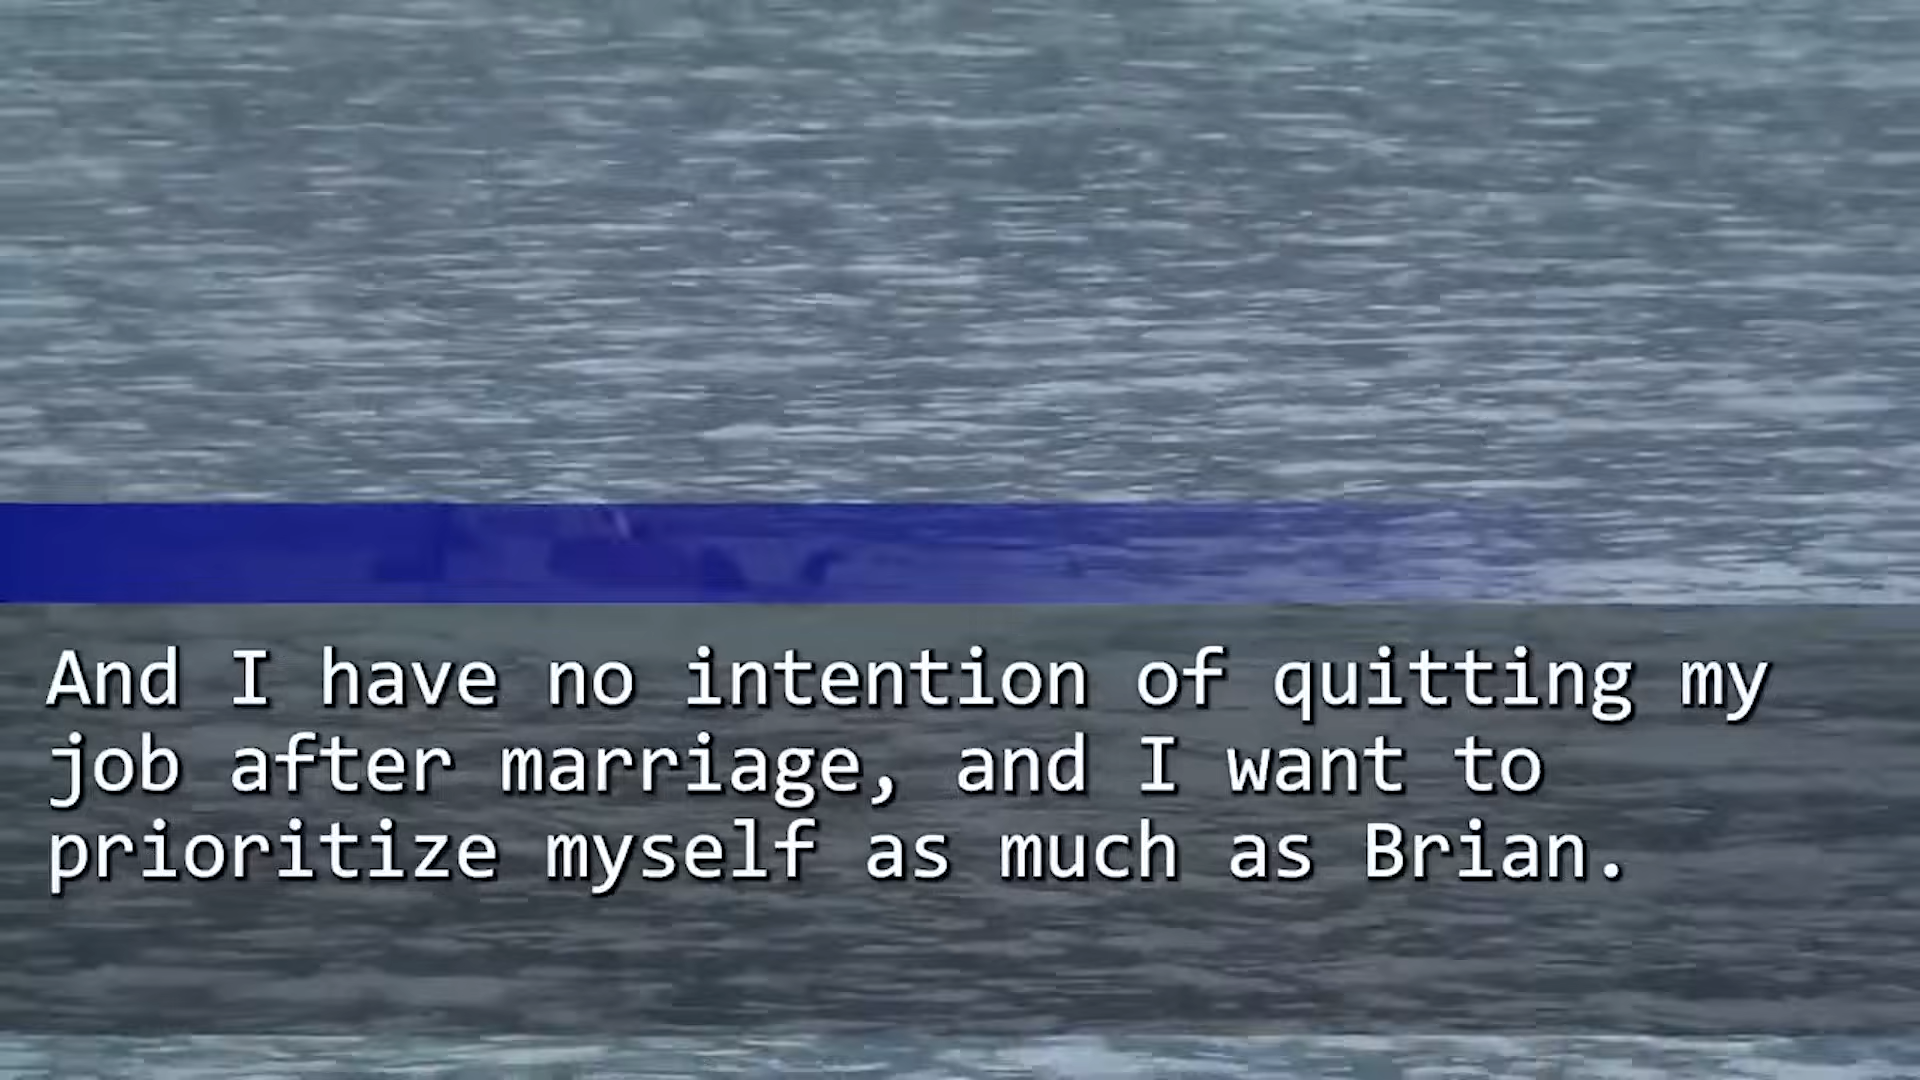 And I have no intention of quitting my
job after marriage, and I want to
prioritize myself as much as Brian.